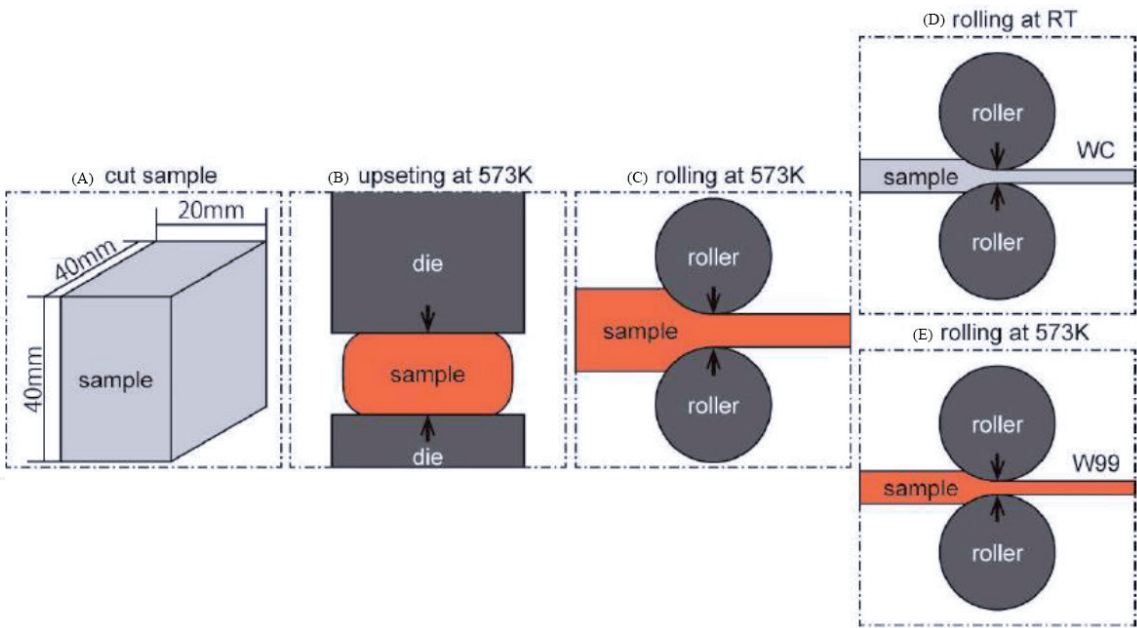 (A) cut sample
20mm
40mm
40mm
sample
(B) upseting at 573K
die
sample
die
(C) rolling at 573K
roller
sample
roller
(D) rolling at RT
roller
WC
sample
roller
(E) rolling at 573K
roller
W99
sample
roller